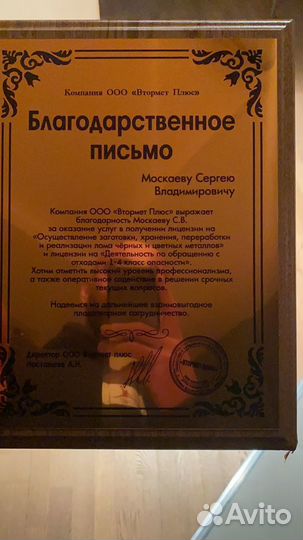 Компания ООО «Втормет Плюс»
Благодарственное
письмо
Москаеву Сергею
Владимировичу
Компания ООО «Втормет Плюс» выражает
благодорность Москаеву С.В.
за оказание услуг в получении лицензии на
«Осуществление заготовки, хранения, переработки
и реализации лома чёрных и цветных металлов»
и лицензии на «Деятельность по обращению с
отходами 1-4 класс опасности».
Хотим отметить высокий уровень профессионализма,
а также оперативное содействие в решении срочных
текущих вопросов.
Надеемся на дальнейшее взаимовыгодное
плодотворное сотрудничество.
Директор ООО Втормет плюс
А.Н.
Avito